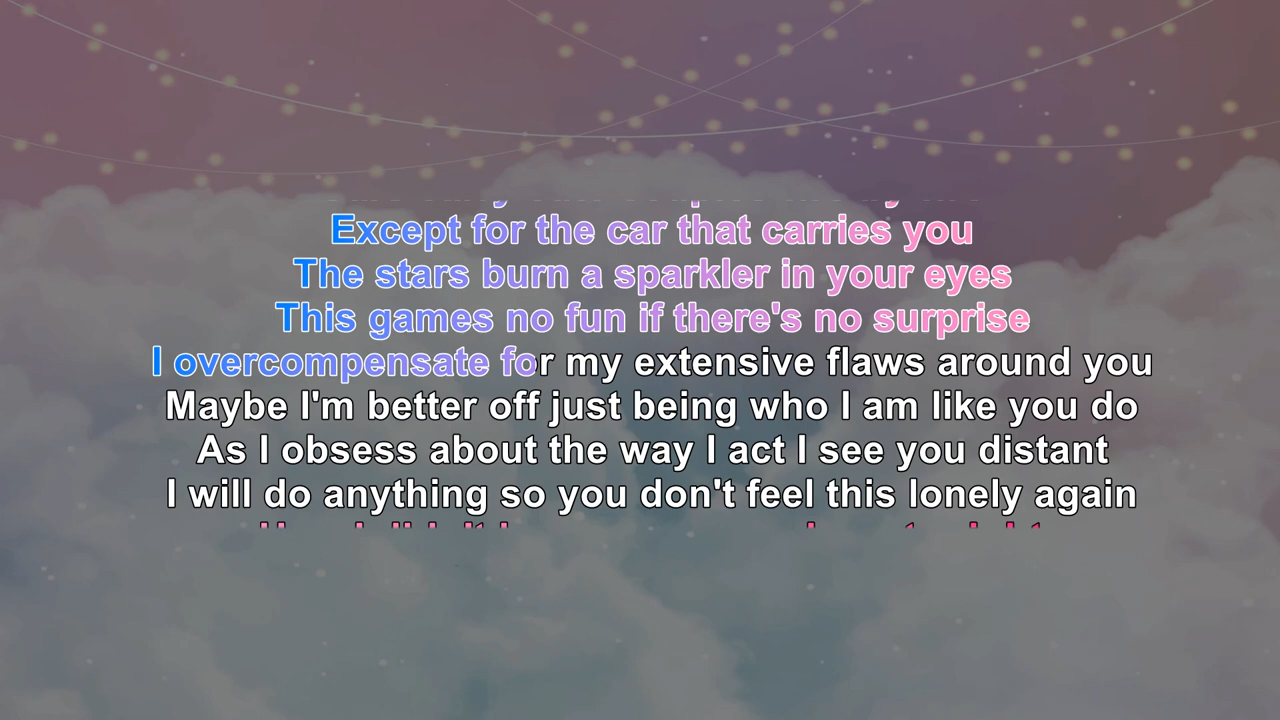 Except for the car that carries you
The stars burn a sparkler in your eyes
This games no fun if there's no surprise
I overcompensate for my extensive flaws around you
Maybe I'm better off just being who I am like you do
As I obsess about the way I act I see you distant
I will do anything so you don't feel this lonely again